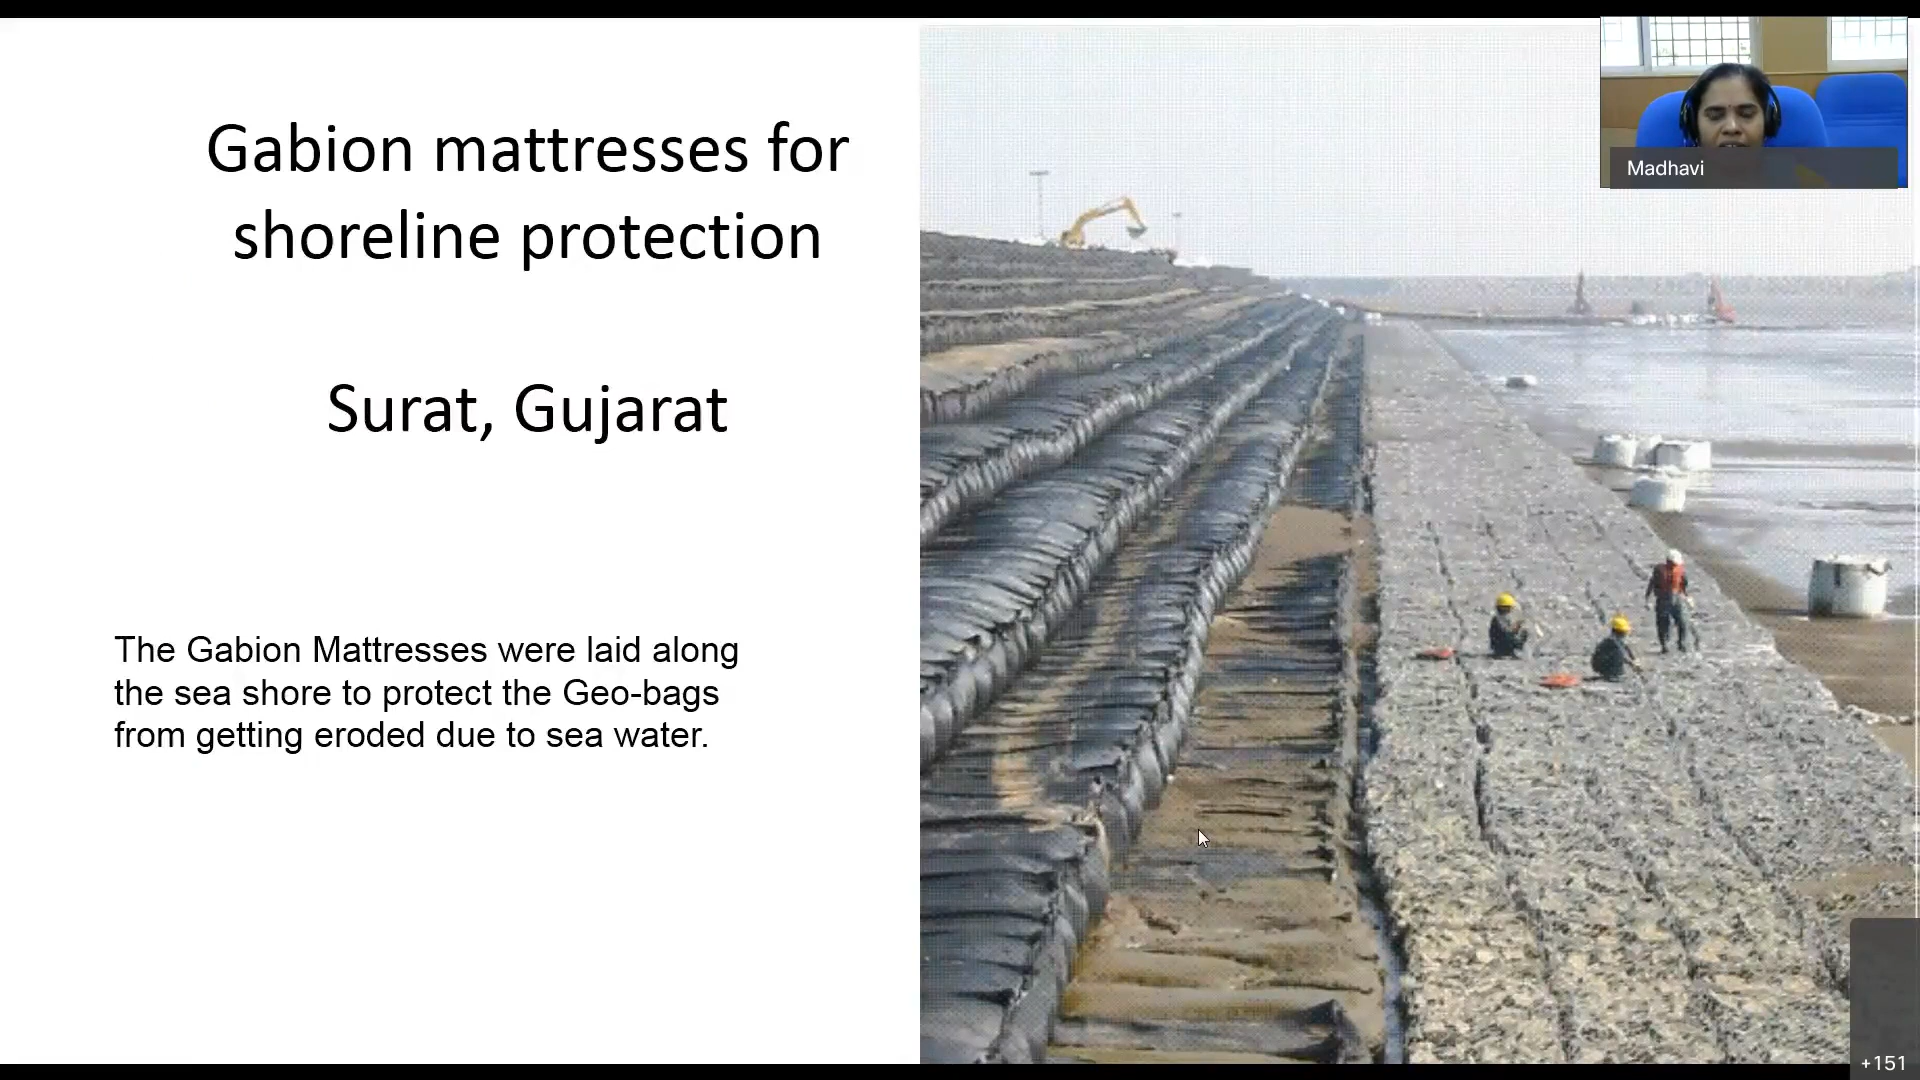 Gabion mattresses for
shoreline protection
Surat, Gujarat
The Gabion Mattresses were laid along
the sea shore to protect the Geo-bags
from getting eroded due to sea water.
Madhavi
+151